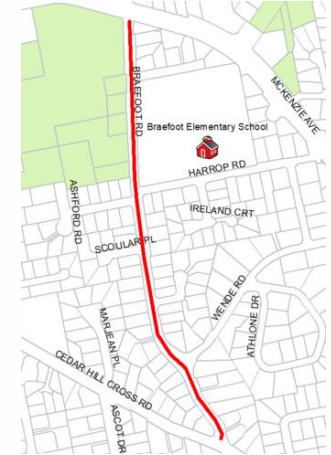 BRAEFOOT RD
MCKENZIE AVE
Braefoot Elementary School
HARROP RD
ASHFORD RD
IRELAND CRT
SCOULAR PL
WENDE RD
ATHLONE DR
MARJEAN PL
CEDAR HILL CROSS RD
ASCOT DR